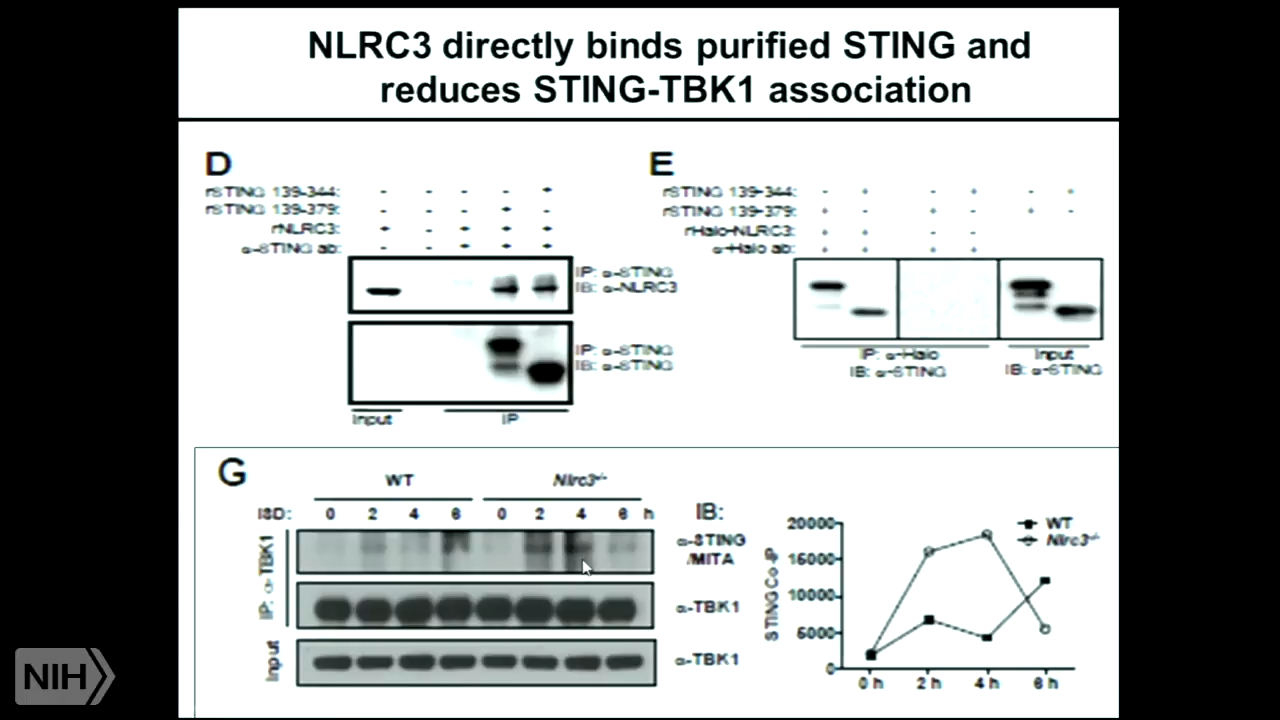 NLRC3 directly binds purified STING and
reduces STING-TBK1 association
D
rSTING 139-344: - - - - +
rSTING 139-379: - - - + -
rNLRC3: + - + + +
α-STING ab: - - + + +
IP: α-STING
IB: α-NLRC3
IP: α-STING
IB: α-STING
Input
IP
E
rSTING 139-344: - + - + - +
rSTING 139-379: + - + - + -
rHalo-NLRC3: + +
α-Halo ab: + + + +
IP: α-Halo
IB: α-STING
Input
IB: α-STING
G
WT
Nlrc3-/-
ISD: 0 2 4 6 0 2 4 6 h
IB:
IP: α-TBK1
α-STING
/MITA
α-TBK1
Input
α-TBK1
STING Co-IP
20000
15000
10000
5000
0
0 h 2 h 4 h 6 h
WT
Nlrc3-/-
NIH